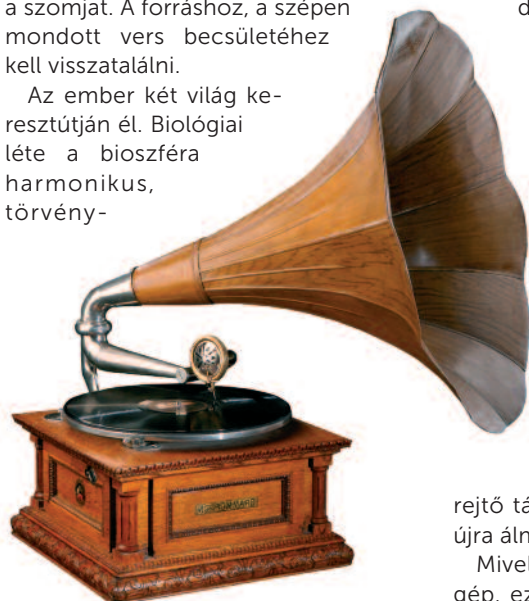 a szomjat. A forráshoz, a szépen
mondott vers becsületéhez
kell visszatalálni.
Az ember két világ ke-
resztútján él. Biológiai
léte a bioszféra
harmonikus,
törvény-
d
rejtő tá
újra áln
Mivel
gép, ez